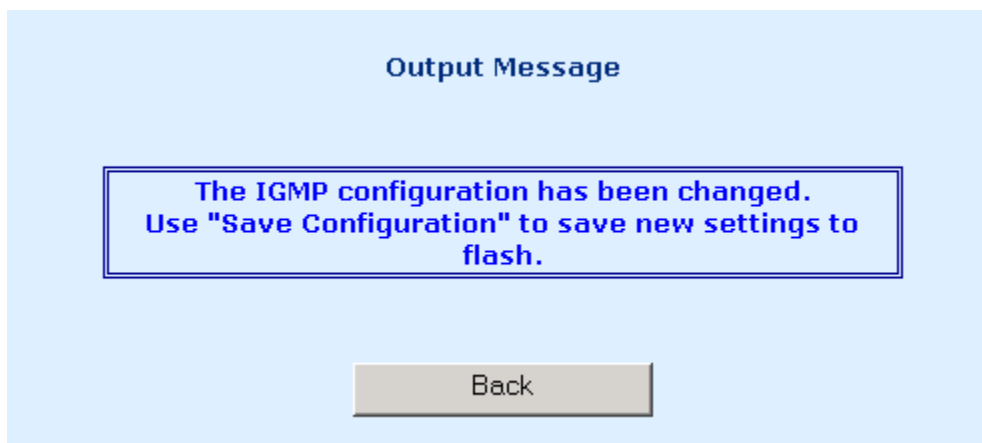 Output Message
The IGMP configuration has been changed.
Use "Save Configuration" to save new settings to
flash.
Back